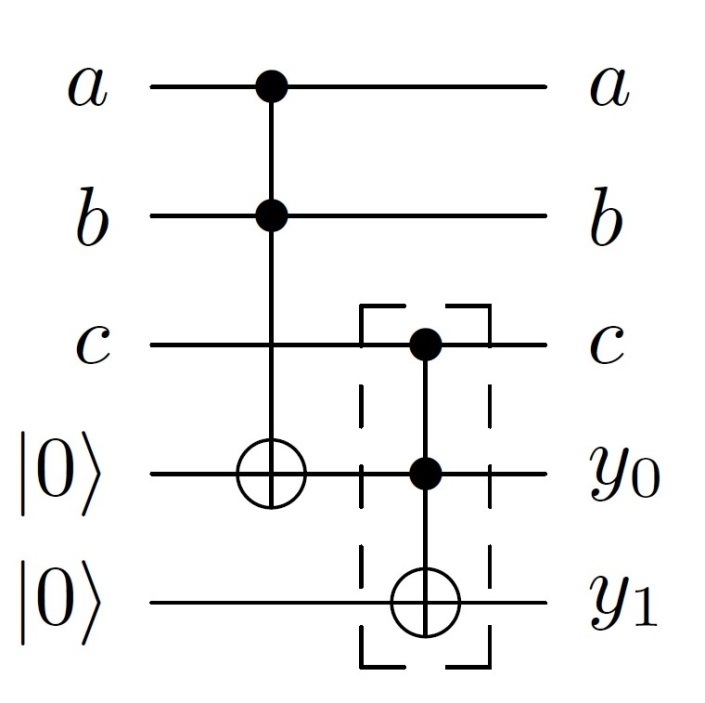 a a
b b
c c
|0⟩ y₀
|0⟩ y₁